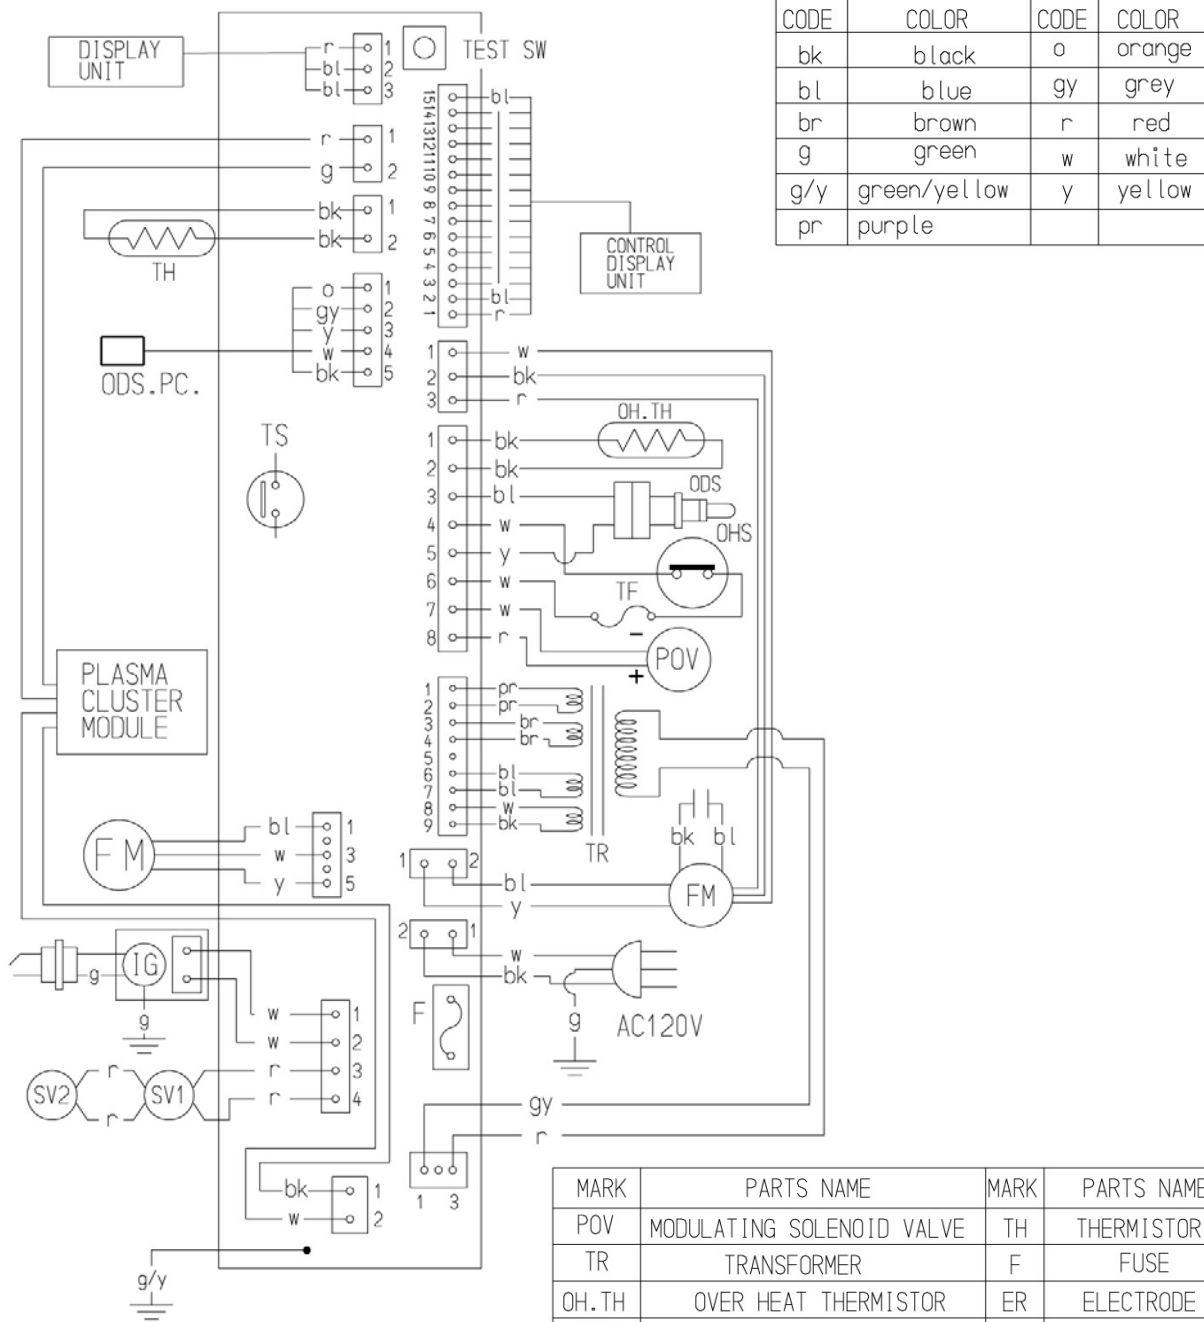 DISPLAY
UNIT
r 1
bl 2
bl 3
TEST SW
r 1
g 2
bk 1
bk 2
TH
o 1
gy 2
y 3
w 4
bk 5
ODS.PC.
TS
15 bl
14
13
12
11
10
9
8
7
6
5
4
3
2 bl
1 r
CONTROL
DISPLAY
UNIT
1 w
2 bk
3 r
OH.TH
1 bk
2 bk
3 bl
4 w
5 y
6 w
7 w
8 r
ODS
OHS
TF
-
POV
+
1 pr
2 pr
3 br
4 br
5
6 bl
7 bl
8 w
9 bk
TR
PLASMA
CLUSTER
MODULE
FM
bl 1
w 3
y 5
1 2
bl
y
bk bl
FM
2 1
w
bk
g
AC120V
F
IG
g
g
w 1
w 2
r 3
r 4
SV2 r SV1
r
gy
r
1 3
bk 1
w 2
g/y
CODE COLOR CODE COLOR
bk black o orange
bl blue gy grey
br brown r red
g green w white
g/y green/yellow y yellow
pr purple
MARK PARTS NAME MARK PARTS NAME
POV MODULATING SOLENOID VALVE TH THERMISTOR
TR TRANSFORMER F FUSE
OH.TH OVER HEAT THERMISTOR ER ELECTRODE